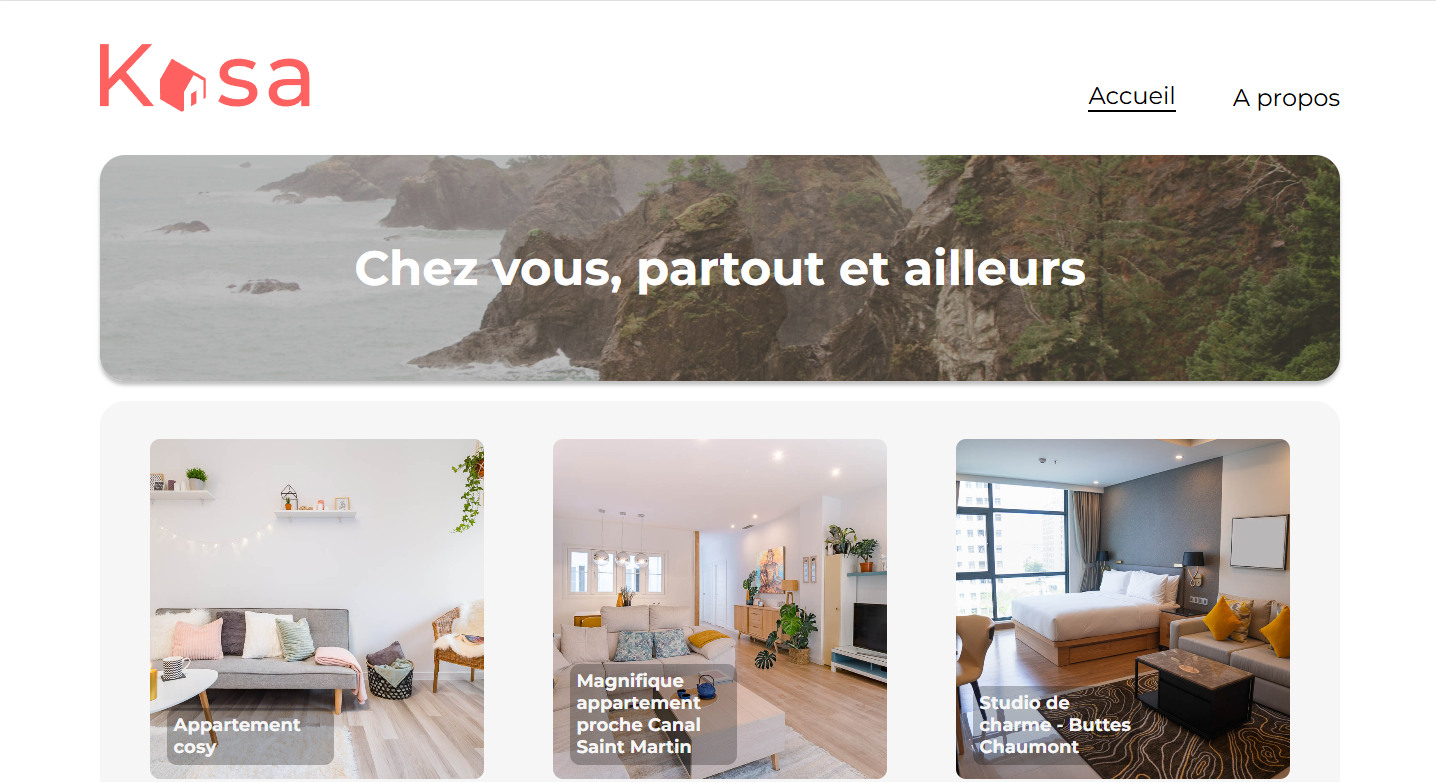 Kasa
Accueil
A propos
Chez vous, partout et ailleurs
Appartement
cosy
Magnifique
appartement
proche Canal
Saint Martin
Studio de
charme - Buttes
Chaumont